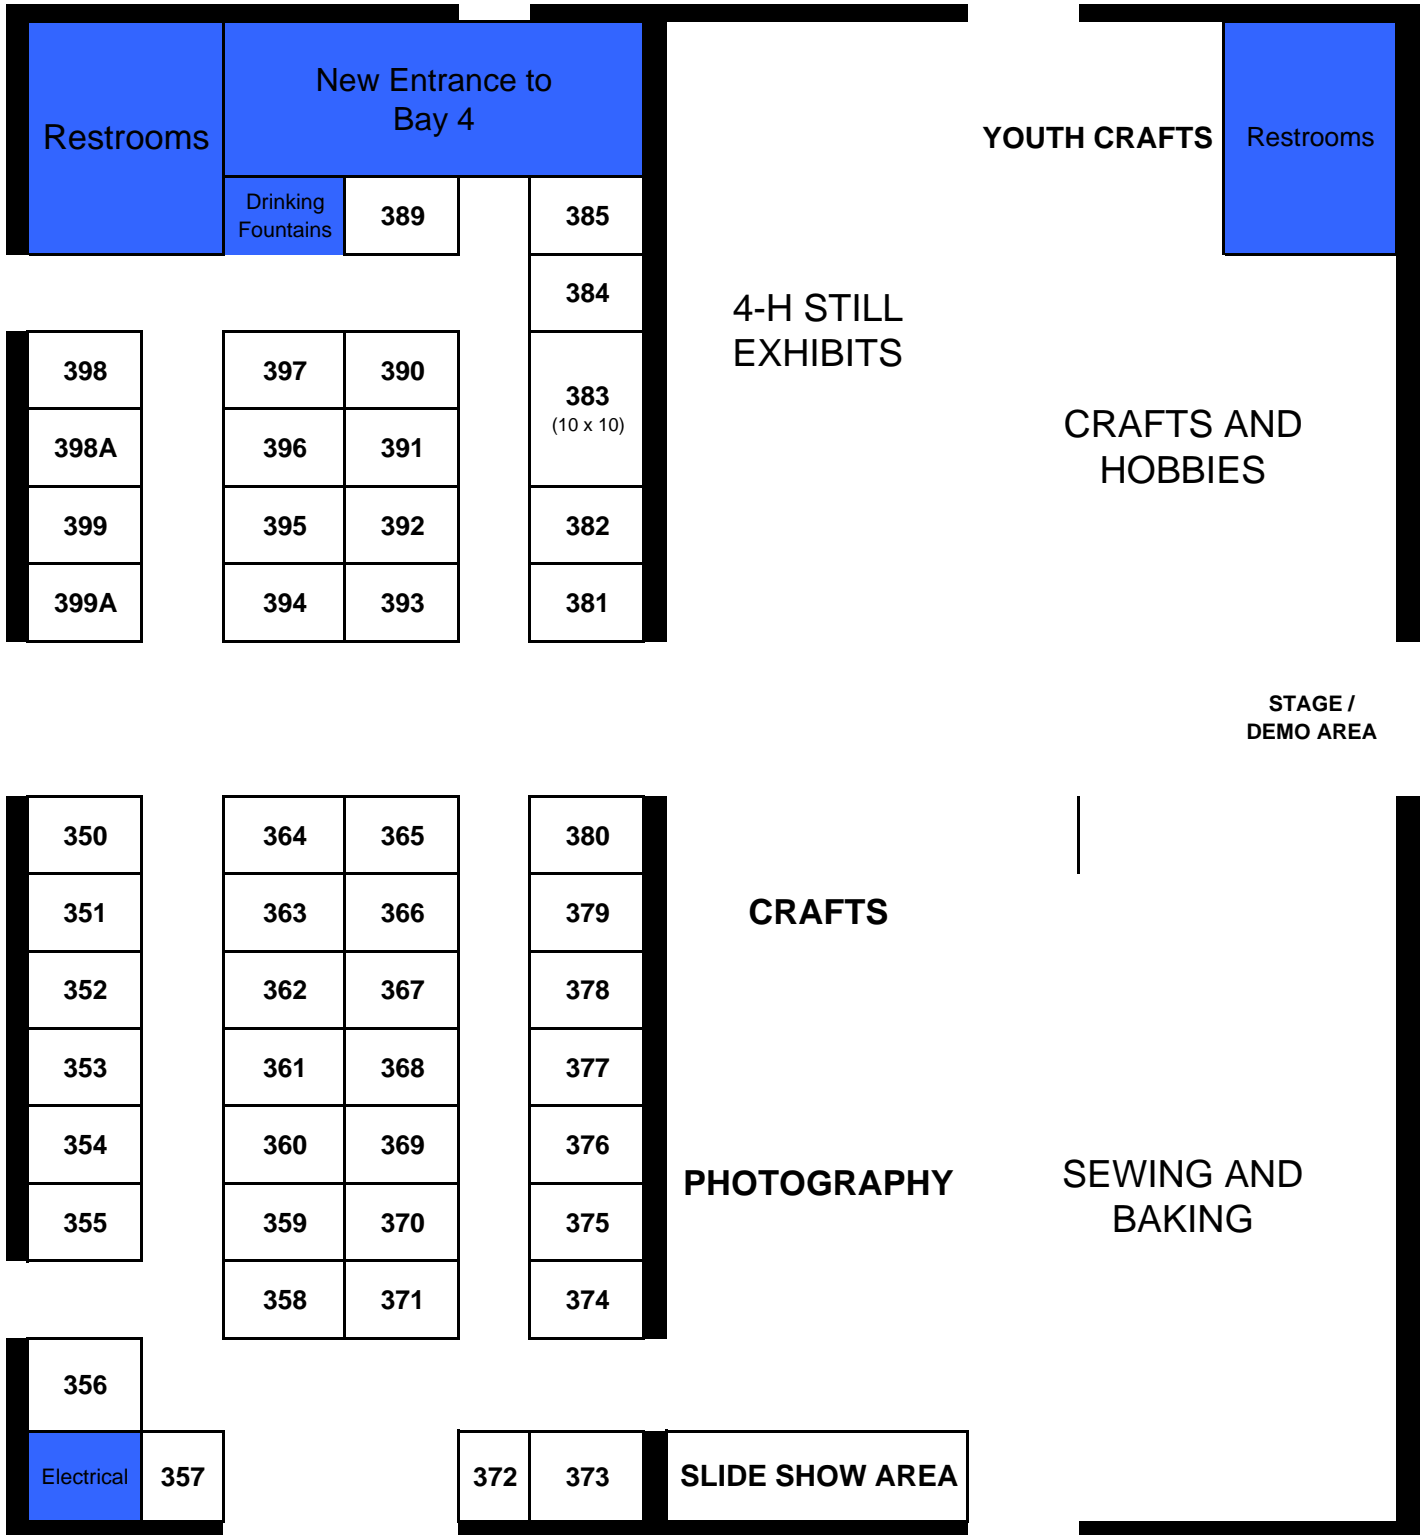 New Entrance to
Bay 4
Restrooms
YOUTH CRAFTS
Restrooms
Drinking
Fountains
389
385
384
4-H STILL
EXHIBITS
398
397
390
383
(10 x 10)
398A
396
391
CRAFTS AND
HOBBIES
399
395
392
382
399A
394
393
381
STAGE /
DEMO AREA
350
364
365
380
351
363
366
379
CRAFTS
352
362
367
378
353
361
368
377
354
360
369
376
PHOTOGRAPHY
SEWING AND
BAKING
355
359
370
375
358
371
374
356
Electrical
357
372
373
SLIDE SHOW AREA